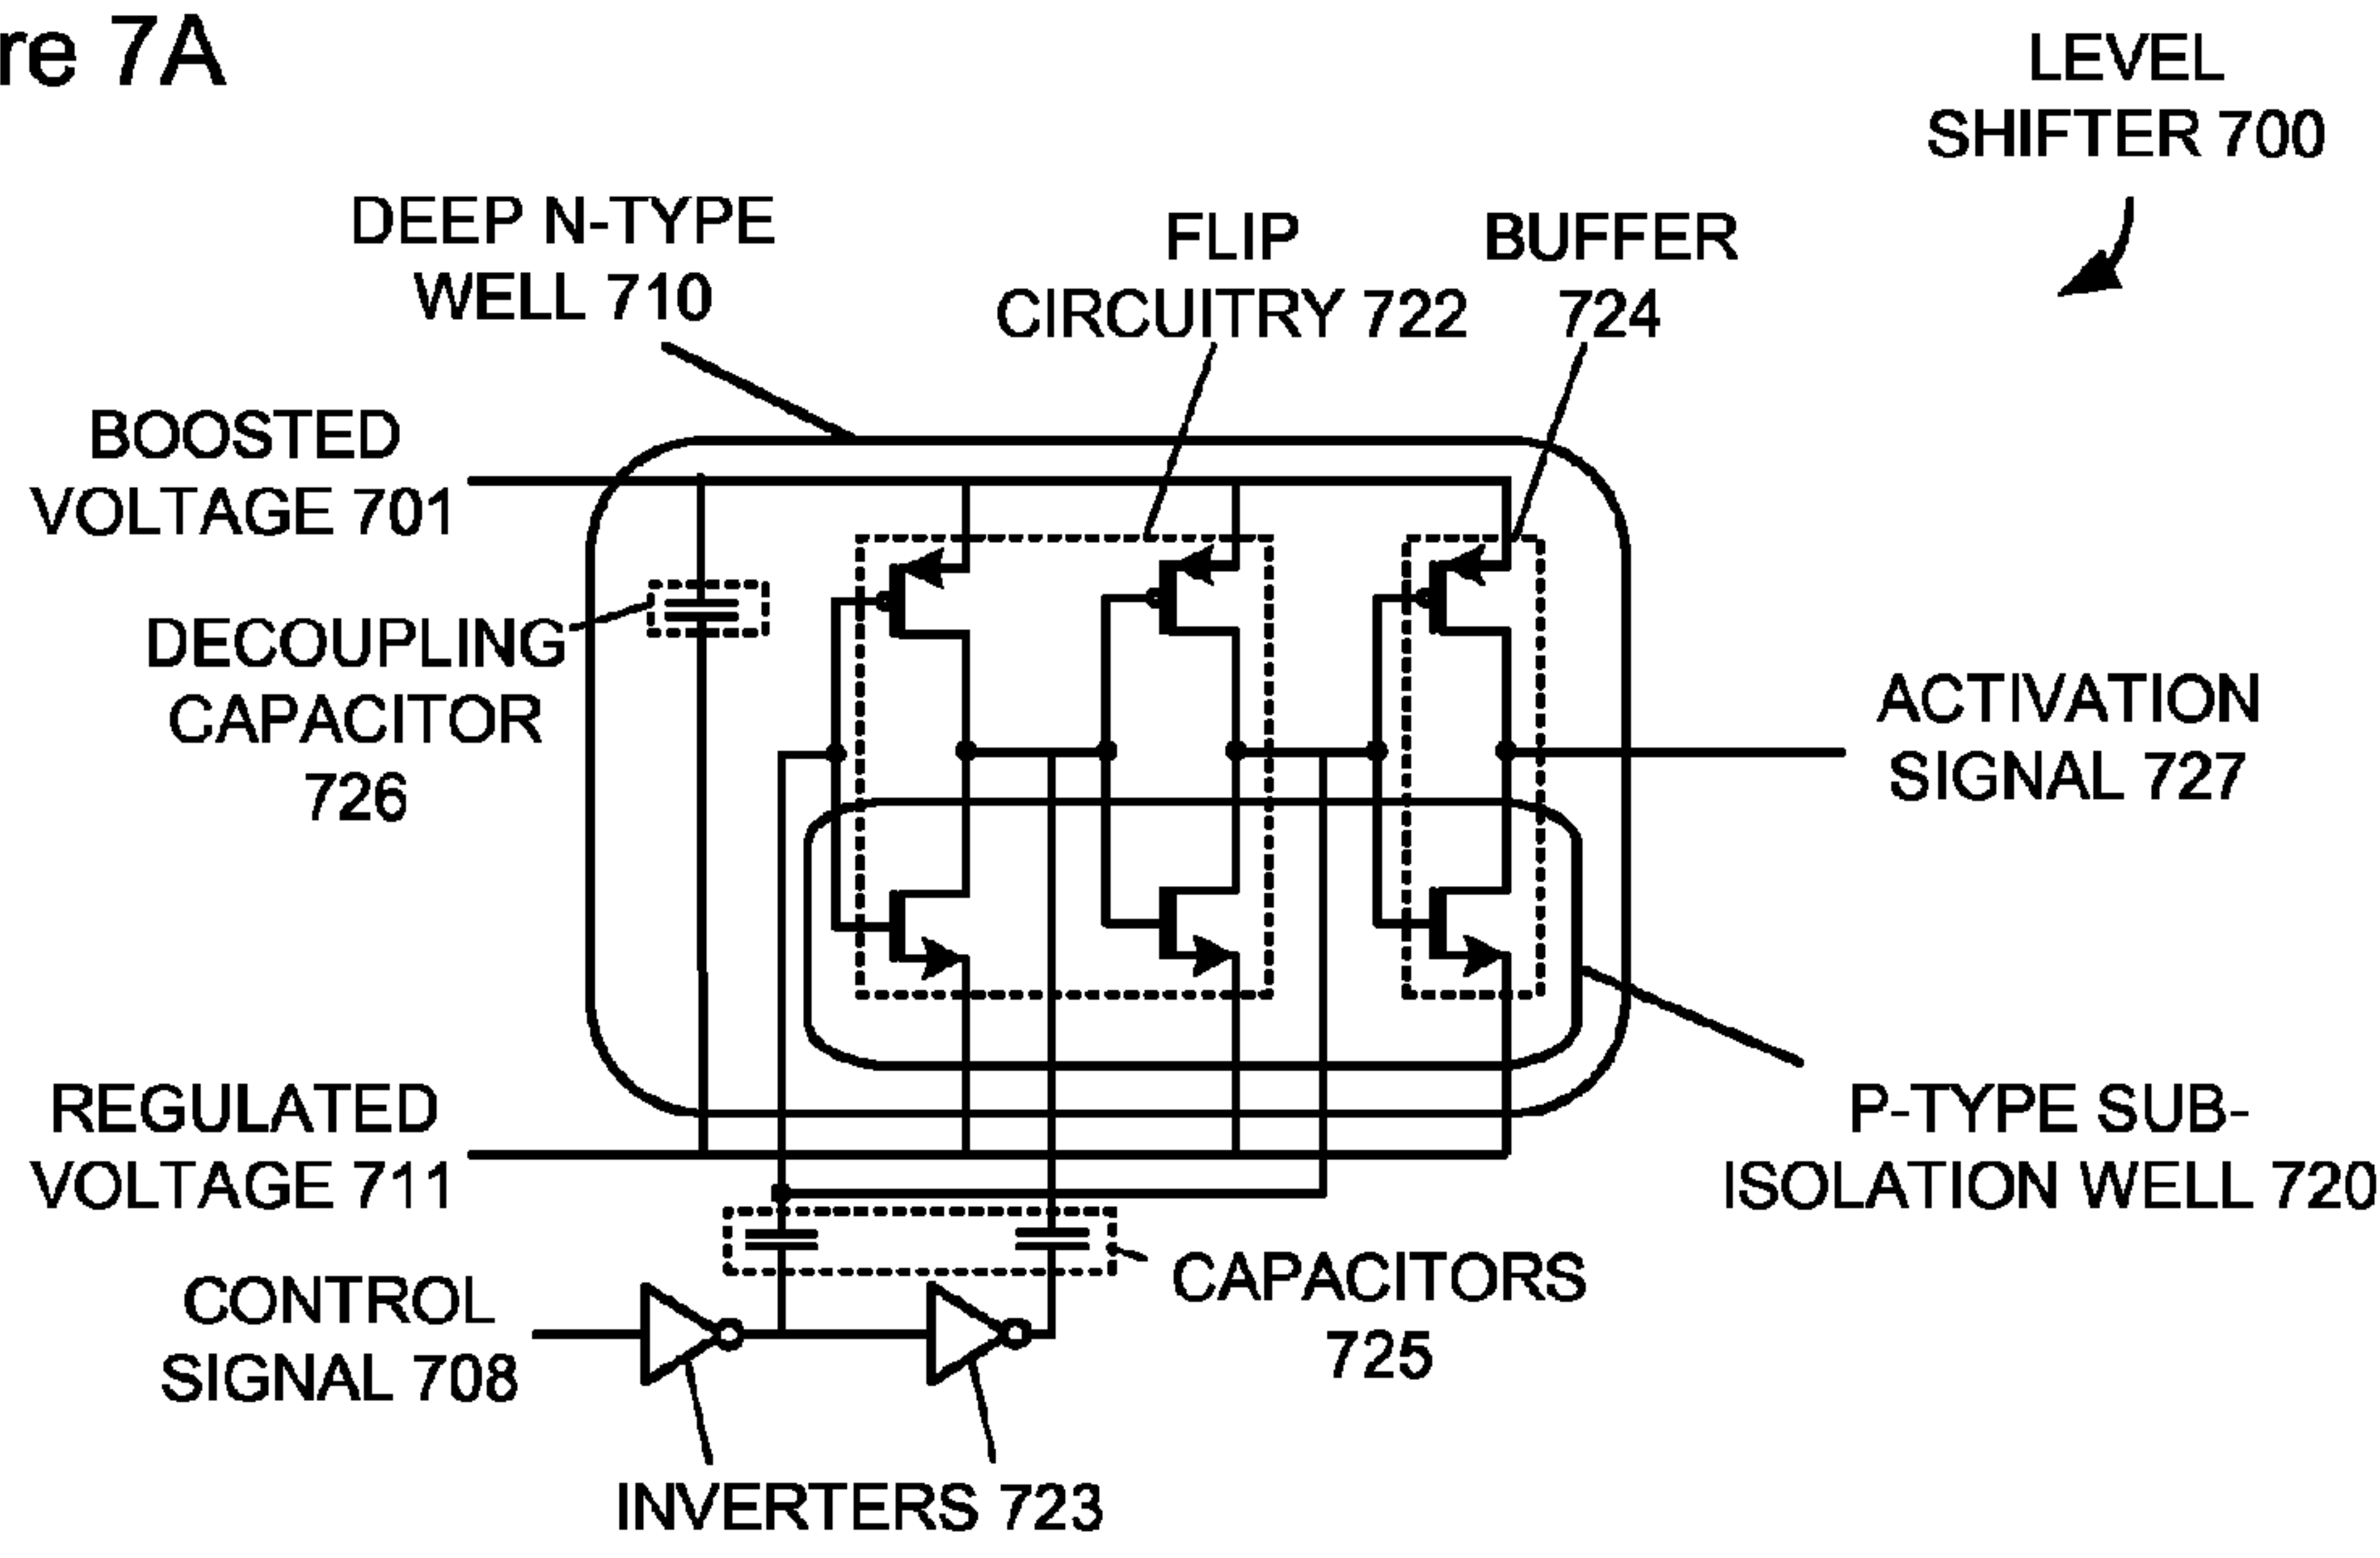 re 7A
LEVEL
SHIFTER 700
DEEP N-TYPE
WELL 710
FLIP
CIRCUITRY 722
BUFFER
724
BOOSTED
VOLTAGE 701
DECOUPLING
CAPACITOR
726
ACTIVATION
SIGNAL 727
REGULATED
VOLTAGE 711
P-TYPE SUB-
ISOLATION WELL 720
CAPACITORS
725
CONTROL
SIGNAL 708
INVERTERS 723